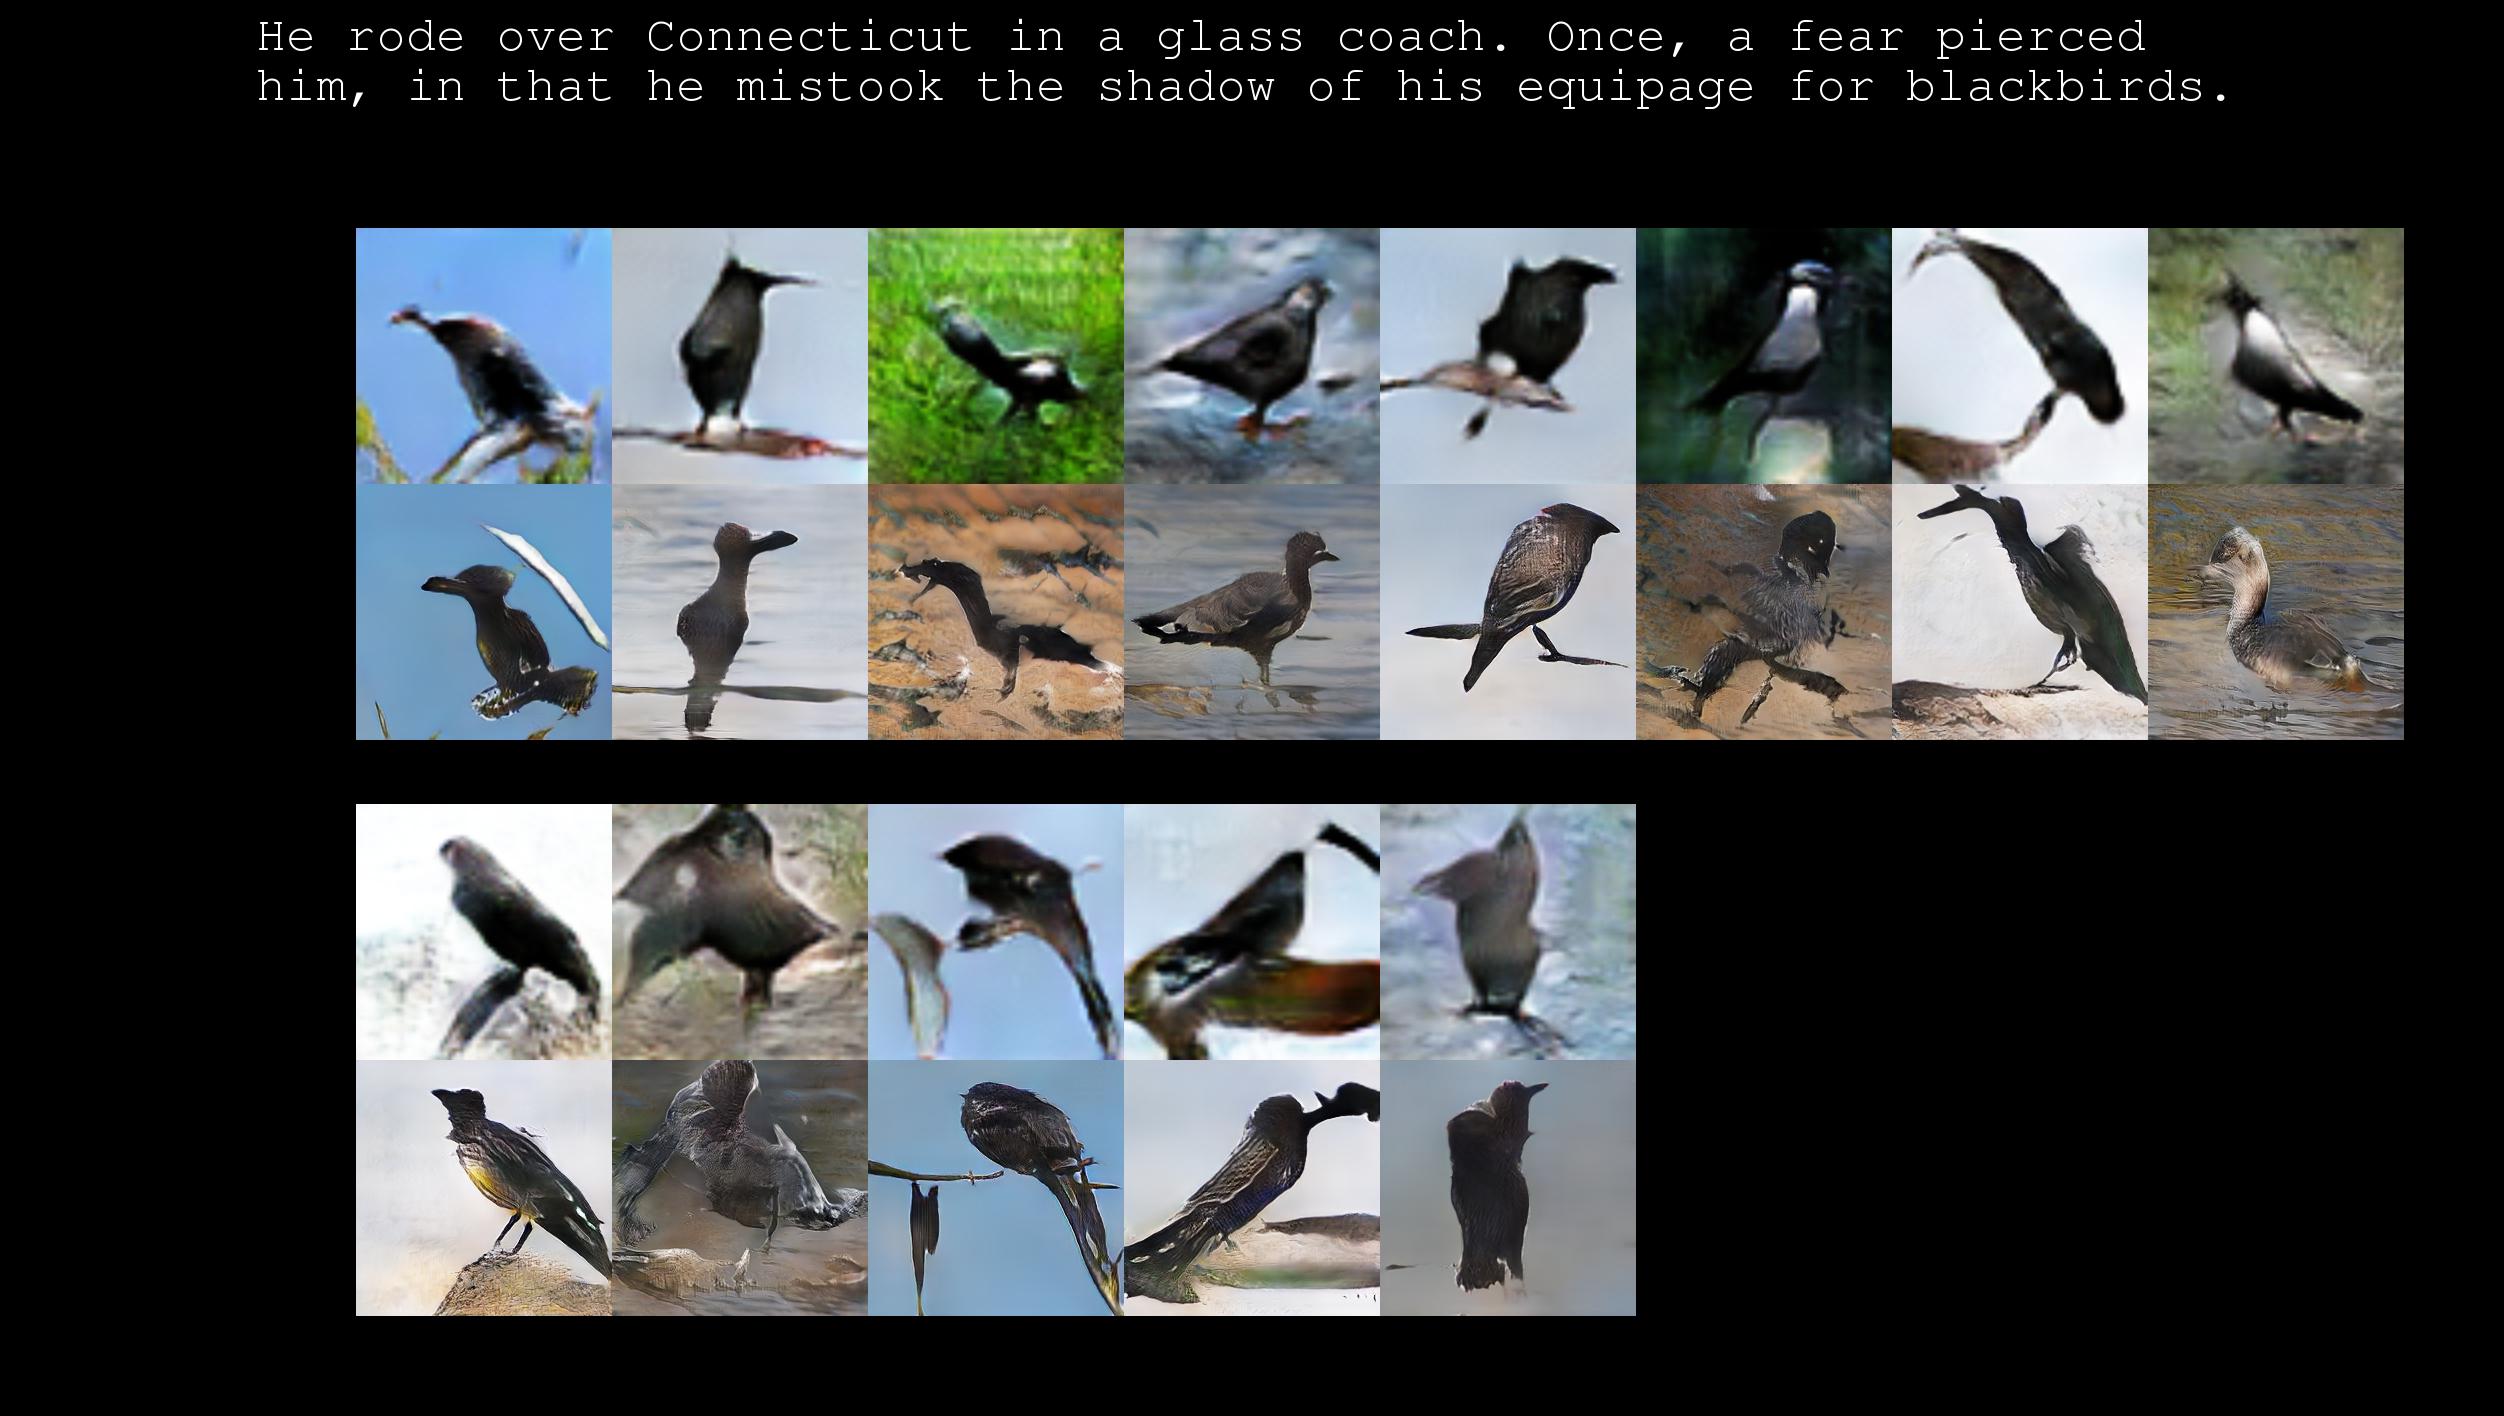 He rode over Connecticut in a glass coach. Once, a fear pierced
him, in that he mistook the shadow of his equipage for blackbirds.